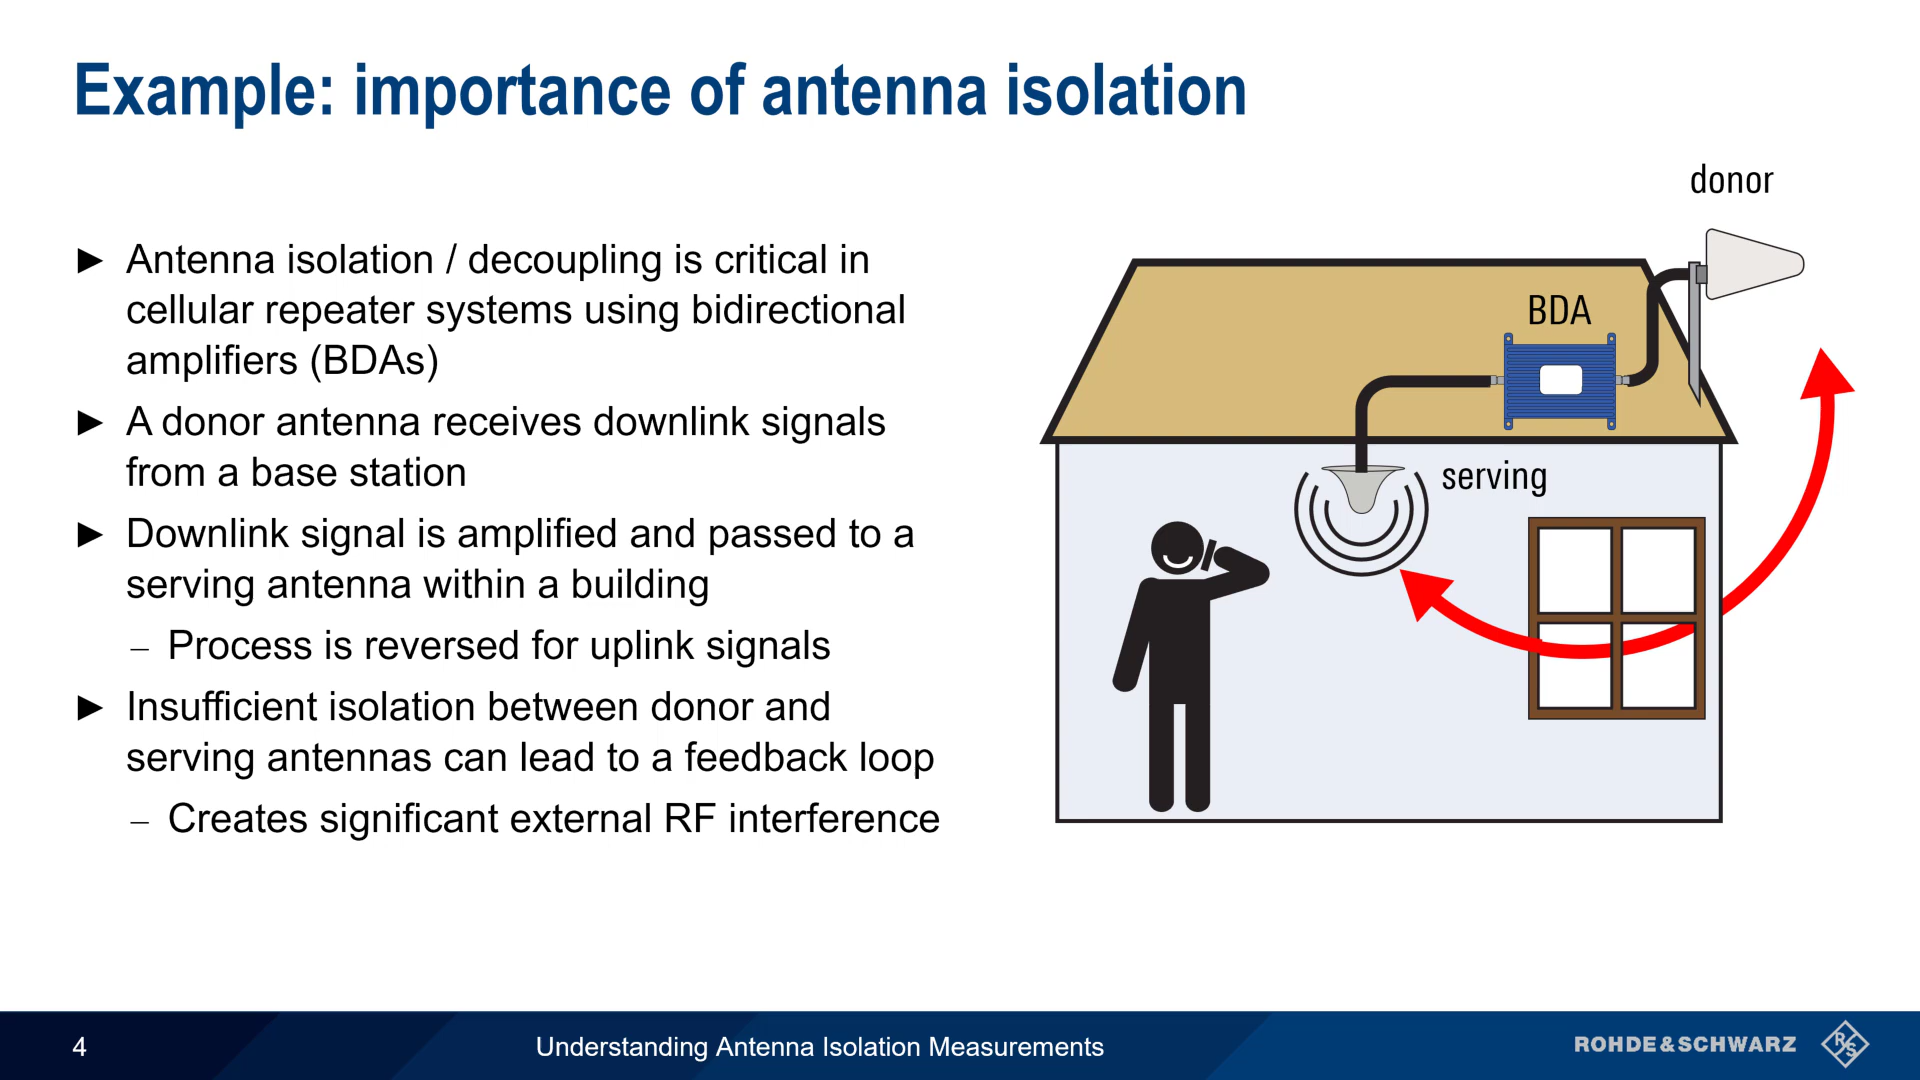 Example: importance of antenna isolation
► Antenna isolation / decoupling is critical in
cellular repeater systems using bidirectional
amplifiers (BDAs)
► A donor antenna receives downlink signals
from a base station
► Downlink signal is amplified and passed to a
serving antenna within a building
– Process is reversed for uplink signals
► Insufficient isolation between donor and
serving antennas can lead to a feedback loop
– Creates significant external RF interference
donor
BDA
serving
4
Understanding Antenna Isolation Measurements
ROHDE&SCHWARZ
R&S